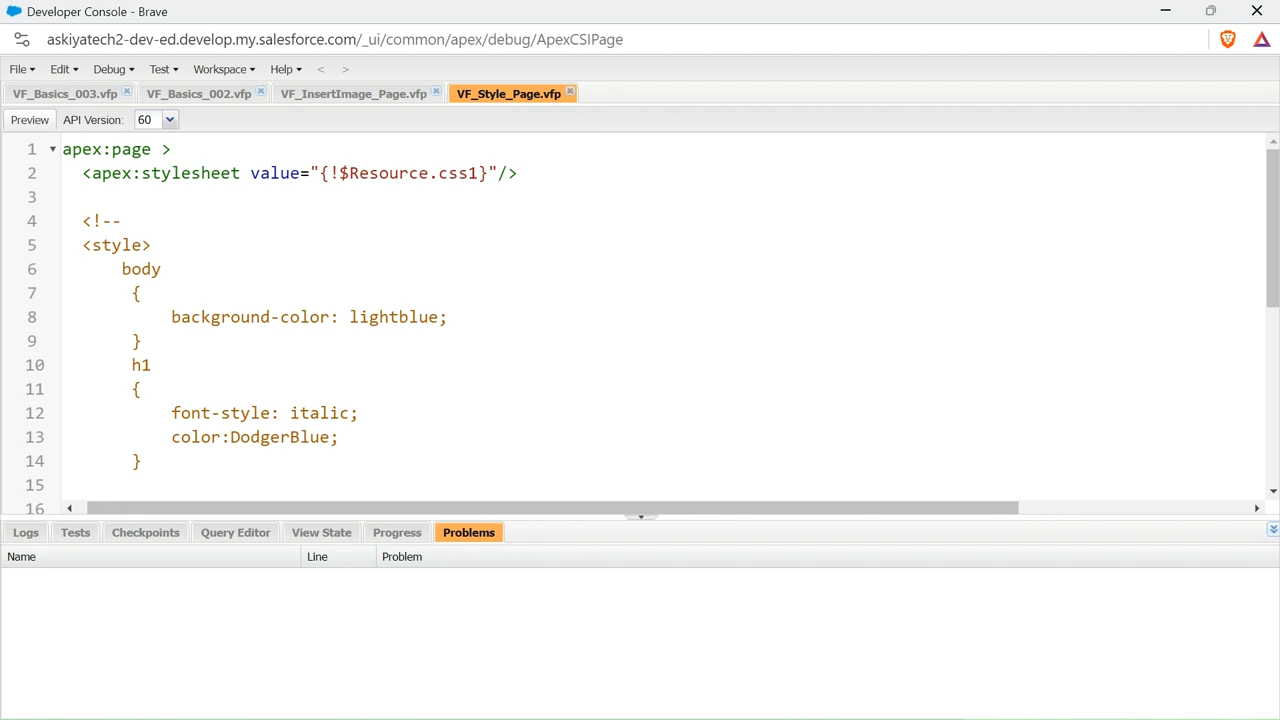 Developer Console - Brave
askiyatech2-dev-ed.develop.my.salesforce.com/_ui/common/apex/debug/ApexCSIPage
File Edit Debug Test Workspace Help < >
VF_Basics_003.vfp VF_Basics_002.vfp VF_InsertImage_Page.vfp VF_Style_Page.vfp
Preview API Version: 60
1 apex:page >
2 <apex:stylesheet value="{!$Resource.css1}"/>
3
4 <!--
5 <style>
6 body
7 {
8 background-color: lightblue;
9 }
10 h1
11 {
12 font-style: italic;
13 color:DodgerBlue;
14 }
15
16
Logs Tests Checkpoints Query Editor View State Progress Problems
Name Line Problem